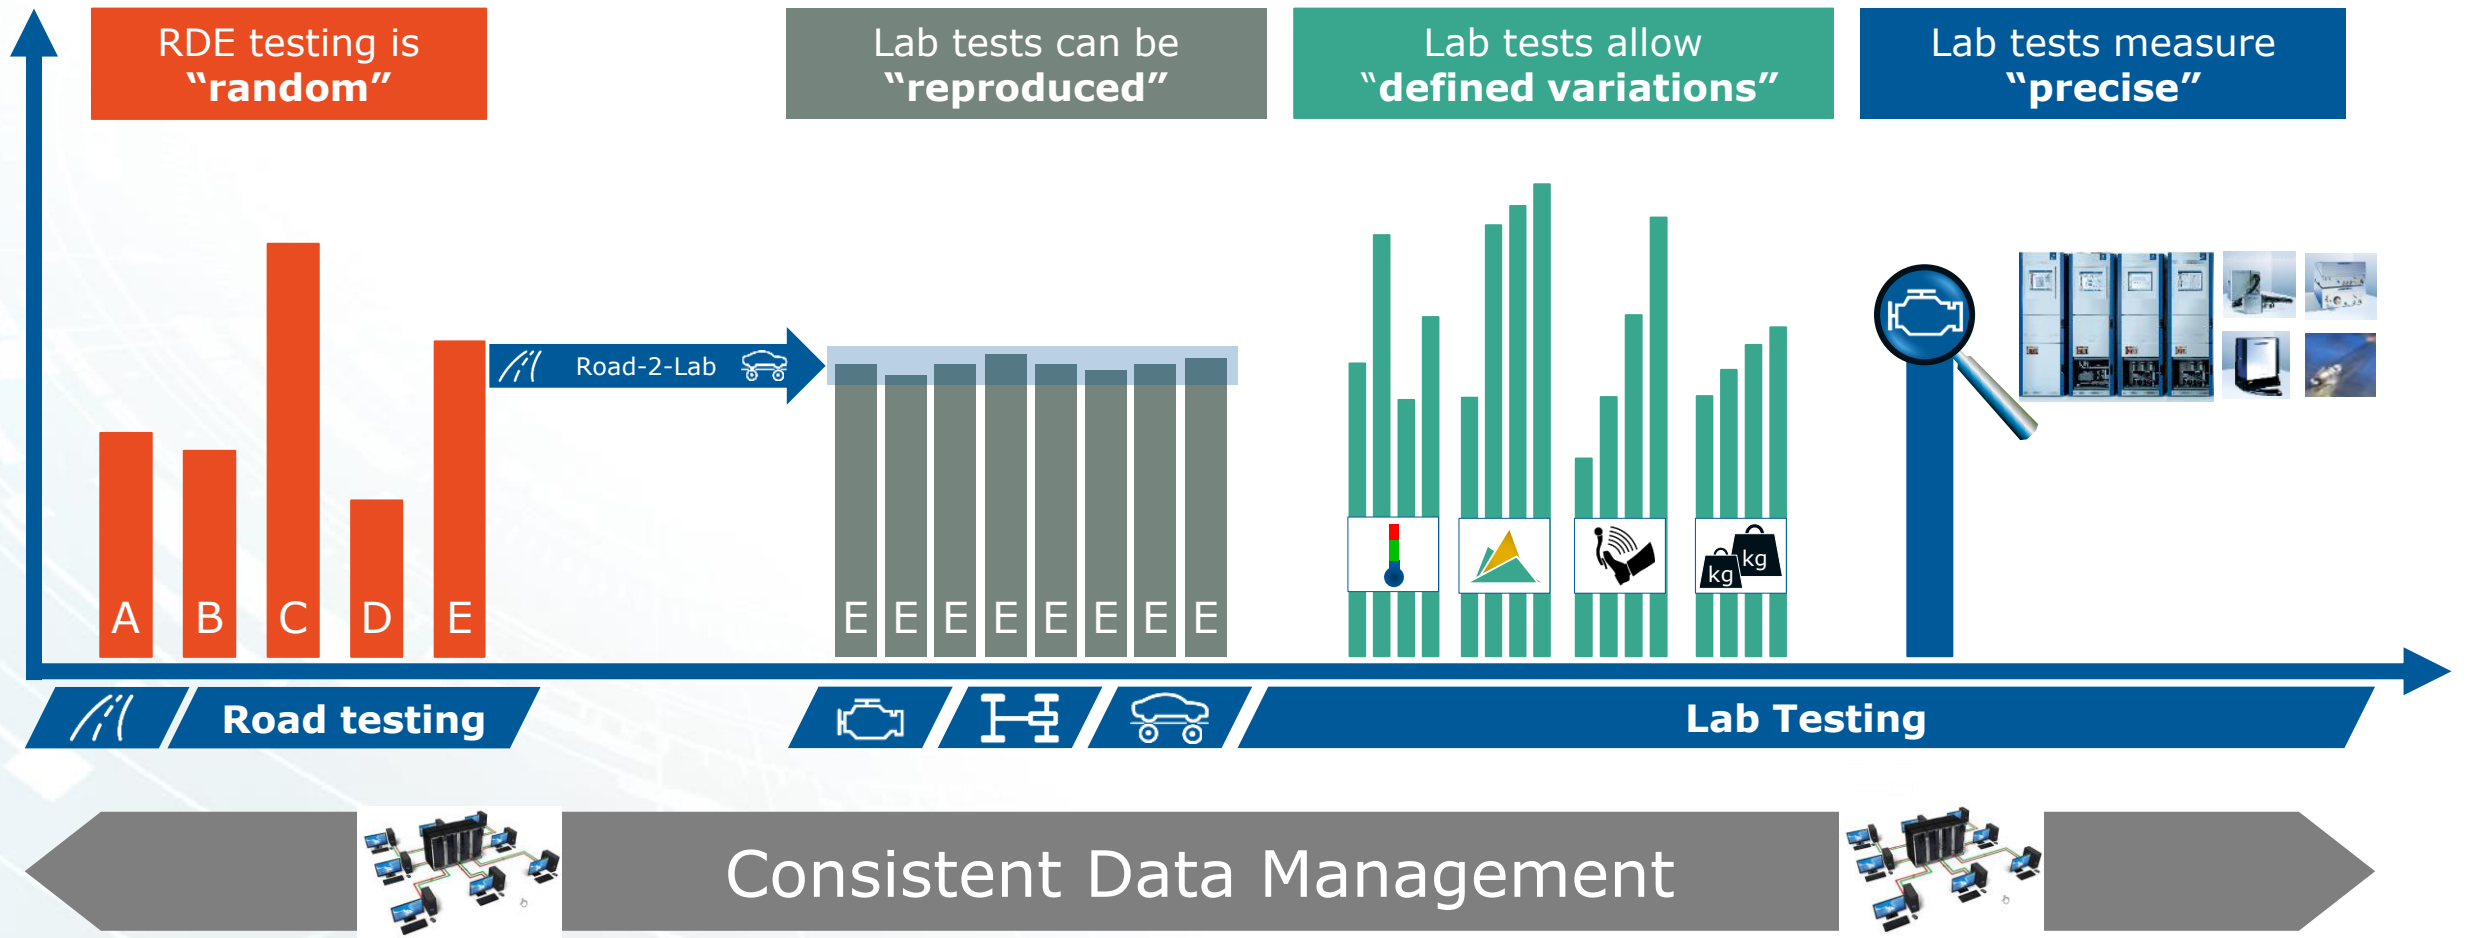 RDE testing is
“random”
Lab tests can be
“reproduced”
Lab tests allow
“defined variations”
Lab tests measure
“precise”
Road-2-Lab
A B C D E
E E E E E E E E
kg kg
Road testing
Lab Testing
Consistent Data Management